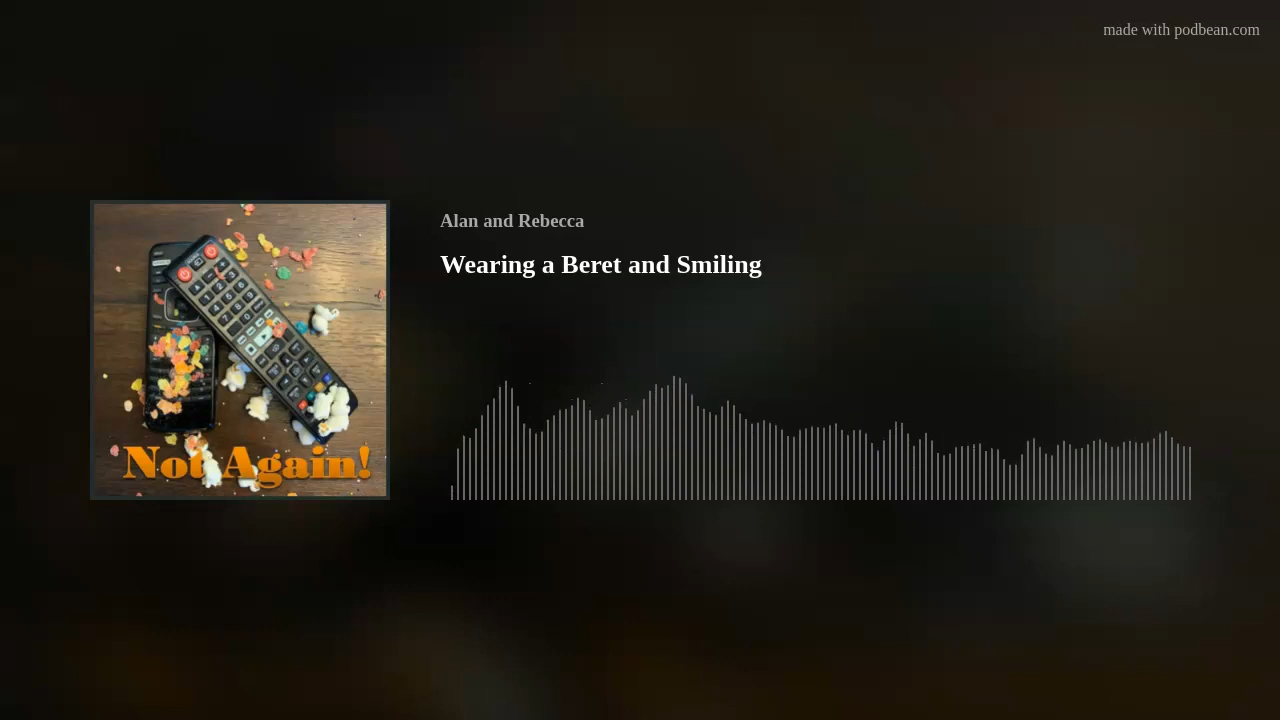 made with podbean.com
Alan and Rebecca
Wearing a Beret and Smiling
Not Again!